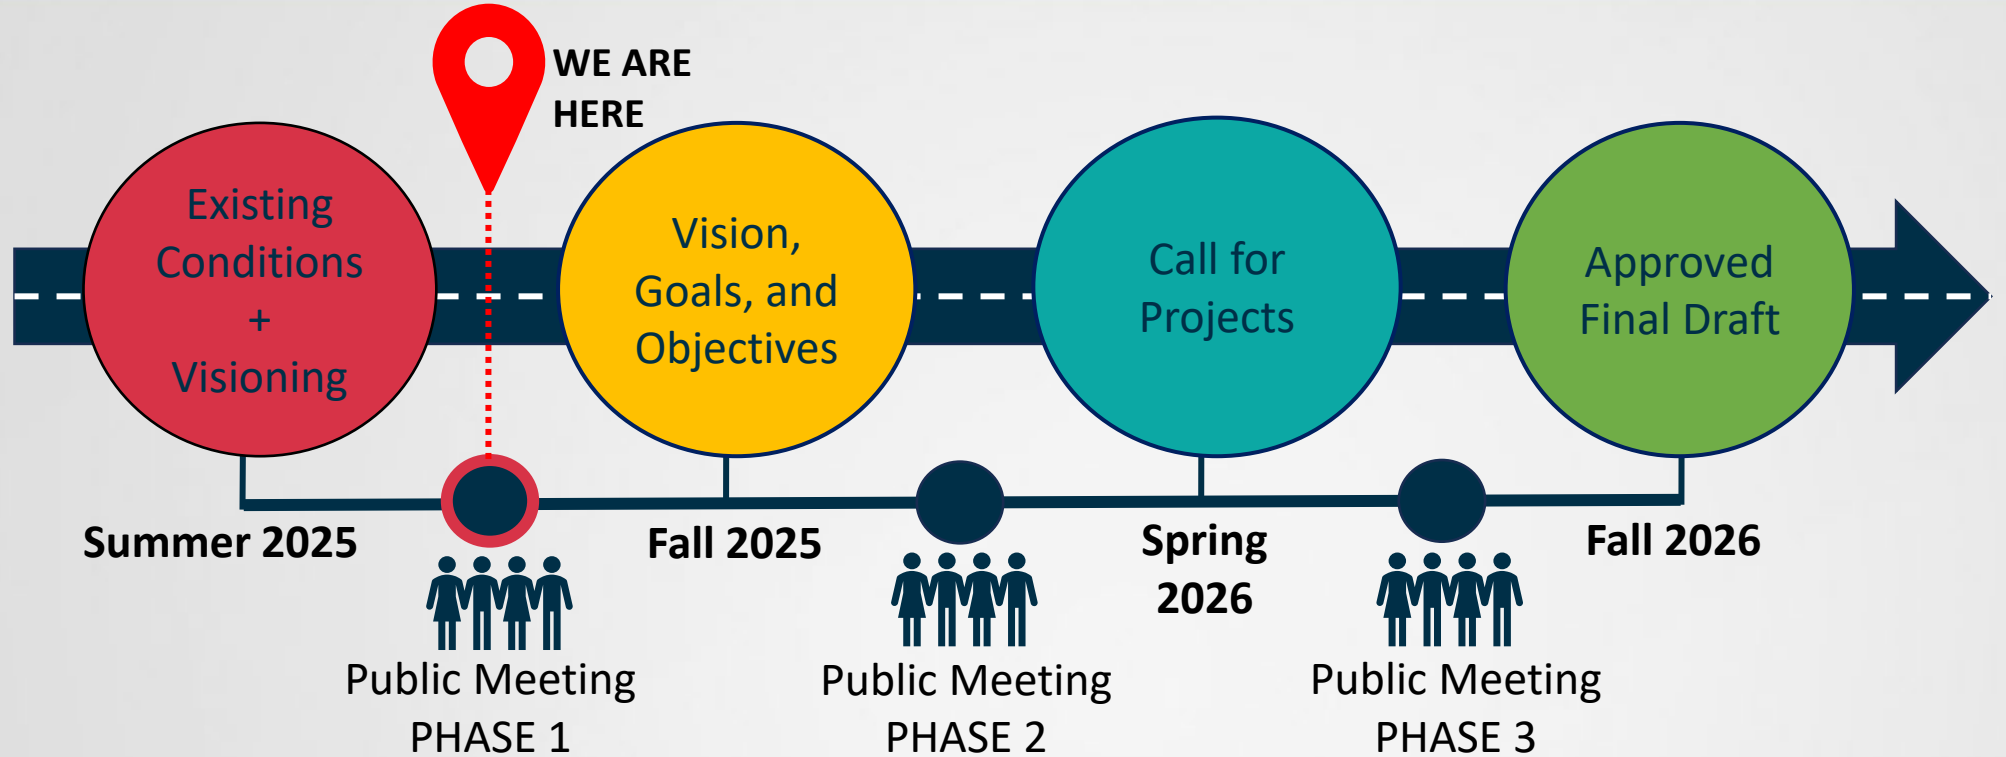 WE ARE
HERE
Existing
Conditions
+
Visioning
Vision,
Goals, and
Objectives
Call for
Projects
Approved
Final Draft
Summer 2025
Fall 2025
Spring
2026
Fall 2026
Public Meeting
PHASE 1
Public Meeting
PHASE 2
Public Meeting
PHASE 3